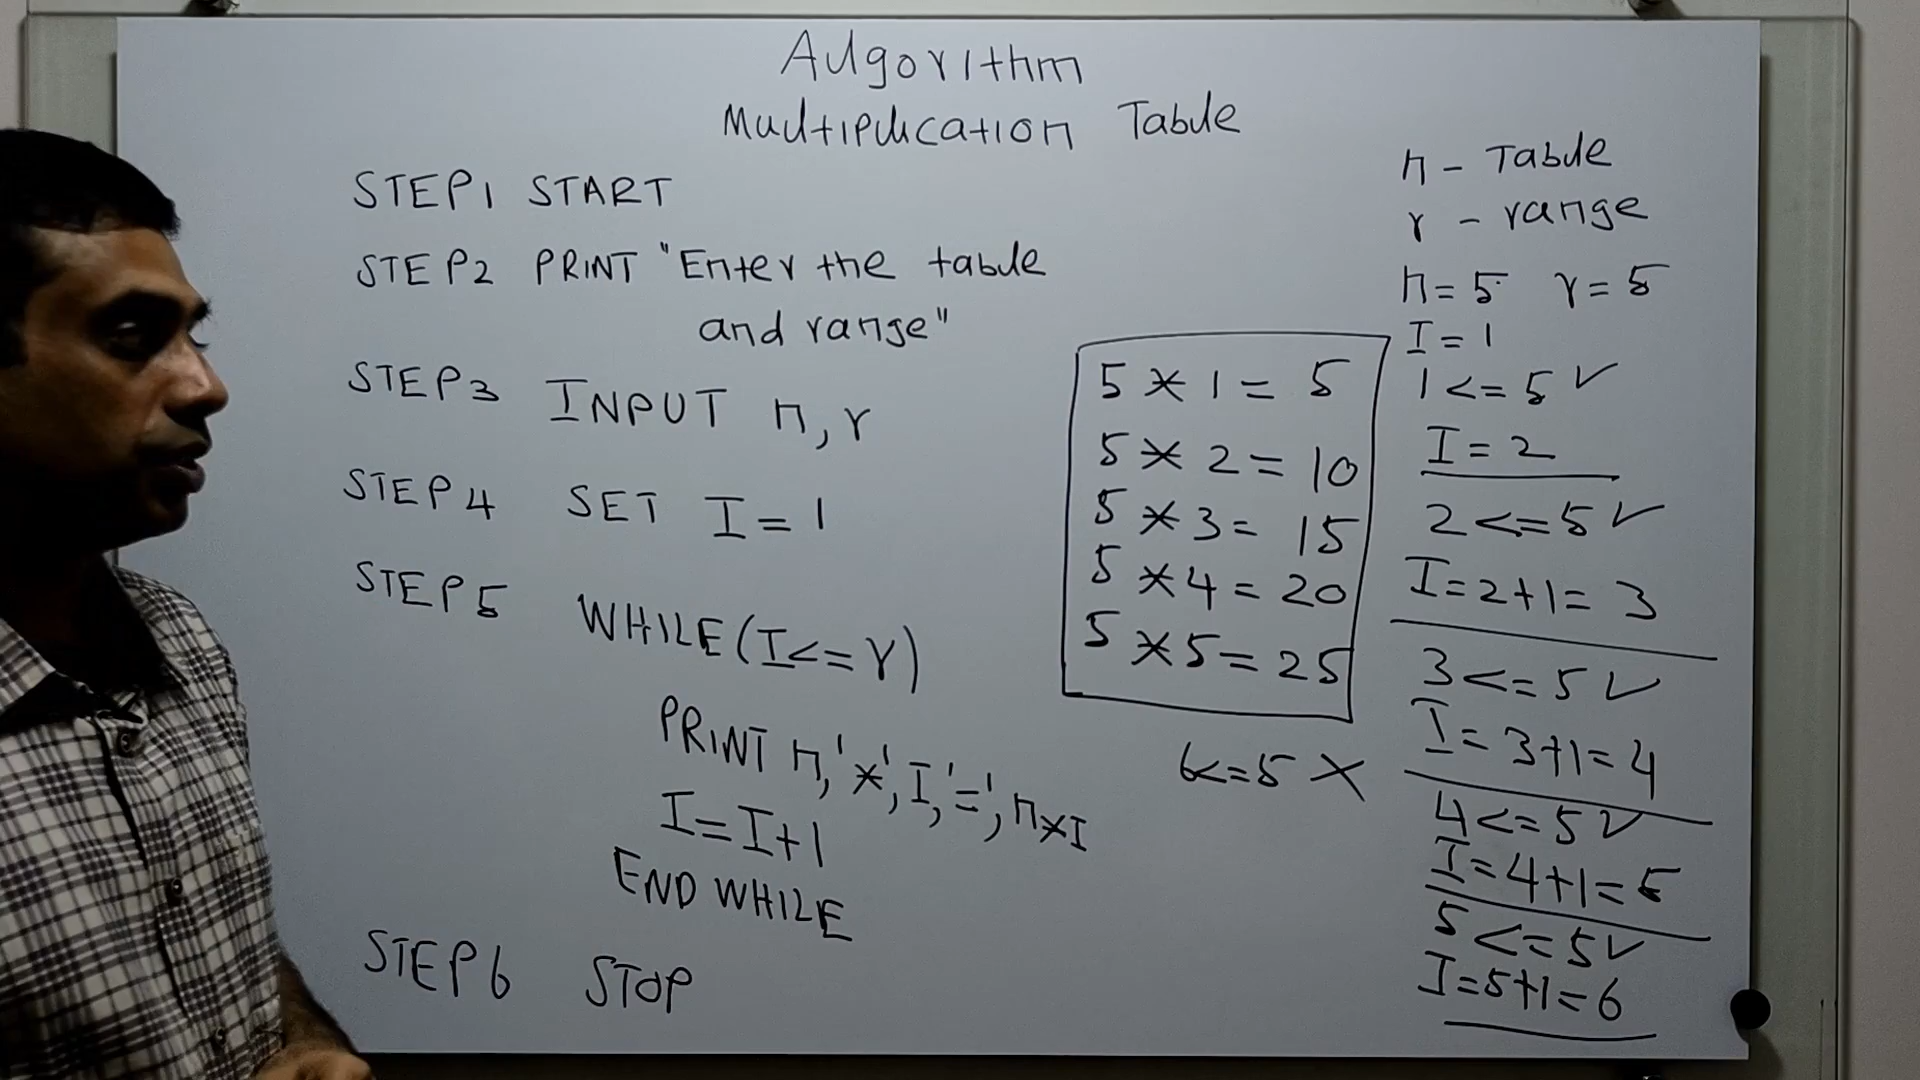 Algorithm
Multiplication Table
STEP1 START
STEP2 PRINT "Enter the table
and range"
STEP3 INPUT n, r
STEP4 SET I = 1
STEP5 WHILE(I<=r)
PRINT n,'*',I,'=',n*I
I=I+1
END WHILE
STEP6 STOP
5 * 1 = 5
5 * 2 = 10
5 * 3 = 15
5 * 4 = 20
5 * 5 = 25
6<=5 X
n - Table
r - range
n = 5 r = 5
I = 1
1 <= 5 ✓
I = 2
2 <= 5 ✓
I = 2+1 = 3
3 <= 5 ✓
I = 3+1 = 4
4 <= 5 ✓
I = 4+1 = 5
5 <= 5 ✓
I = 5+1 = 6